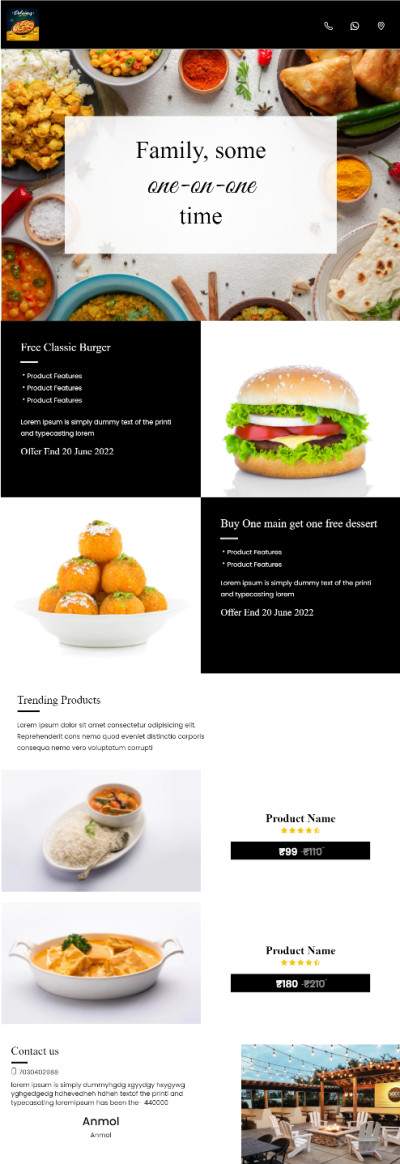 Family, some
one-on-one
time
Free Classic Burger
* Product Features
* Product Features
* Product Features
Lorem Ipsum is simply dummy text of the printi
and typecasting lorem
Offer End 20 June 2022
Buy One main get one free dessert
* Product Features
* Product Features
Lorem Ipsum is simply dummy text of the printi
and typecasting lorem
Offer End 20 June 2022
Trending Products
Lorem ipsum dolor sit amet consectetur adipisicing elit.
Reprehenderit cons nemo quod eveniet distinctio corporis
consequa nemo vero voluptatum corrupti
Product Name
₹99 ₹110
Product Name
₹180 ₹210
Contact us
7030402988
lorem ipsum is simply dummyhgdg xgyydgy hxygywg
yghgedgedg hdhevedheh hdheh textof the printi and
typecasating loremIpsum has been the- 440000
Anmol
Anmol